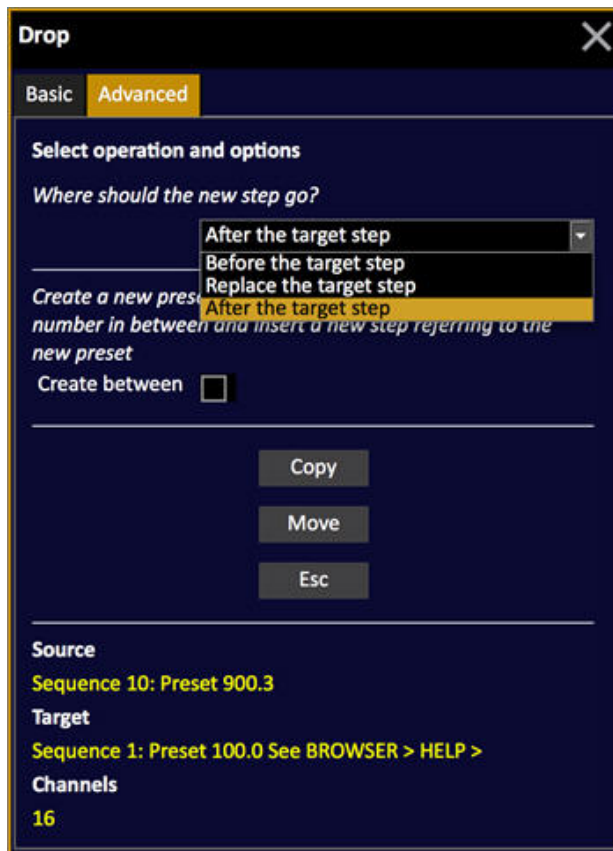 Drop
Basic Advanced
Select operation and options
Where should the new step go?
After the target step
Before the target step
Replace the target step
After the target step
Create a new pres
number in between and insert a new step referring to the
new preset
Create between
Copy
Move
Esc
Source
Sequence 10: Preset 900.3
Target
Sequence 1: Preset 100.0 See BROWSER > HELP >
Channels
16